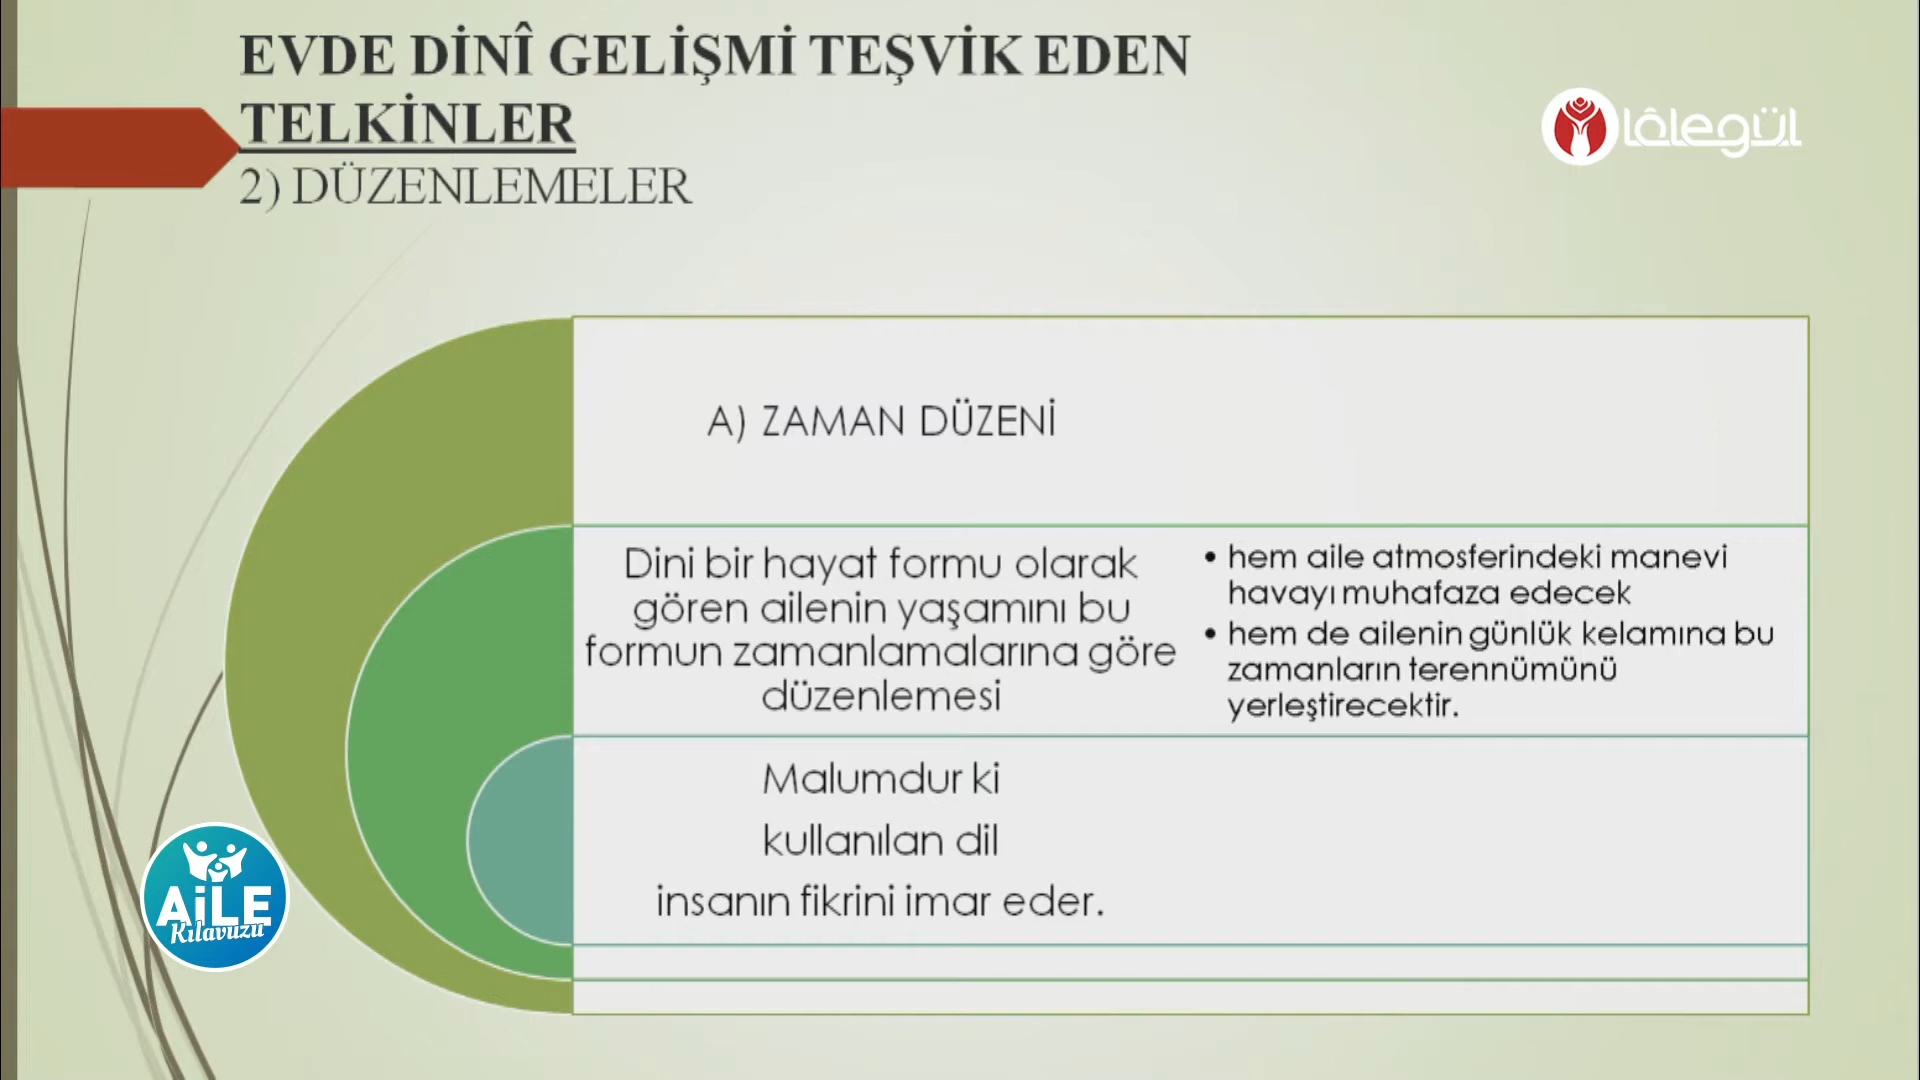 EVDE DİNÎ GELİŞMİ TEŞVİK EDEN
TELKİNLER
2) DÜZENLEMELER
lâlegül
A) ZAMAN DÜZENİ
Dini bir hayat formu olarak
gören ailenin yaşamını bu
formun zamanlamalarına göre
düzenlemesi
• hem aile atmosferindeki manevi
havayı muhafaza edecek
• hem de ailenin günlük kelamına bu
zamanların terennümünü
yerleştirecektir.
Malumdur ki
kullanılan dil
insanın fikrini imar eder.
AiLE
Kılavuzu